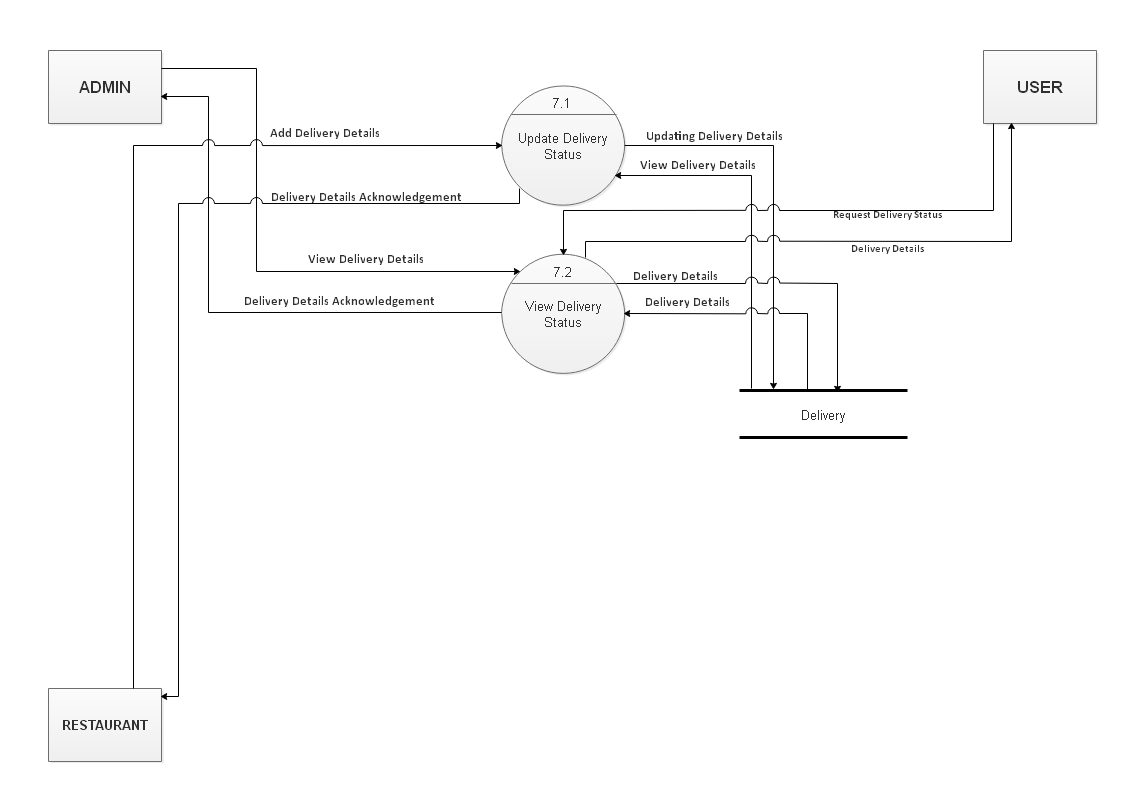 ADMIN
USER
7.1
Update Delivery
Status
Add Delivery Details
Updating Delivery Details
View Delivery Details
Delivery Details Acknowledgement
Request Delivery Status
Delivery Details
View Delivery Details
7.2
View Delivery
Status
Delivery Details
Delivery Details Acknowledgement
Delivery Details
Delivery
RESTAURANT